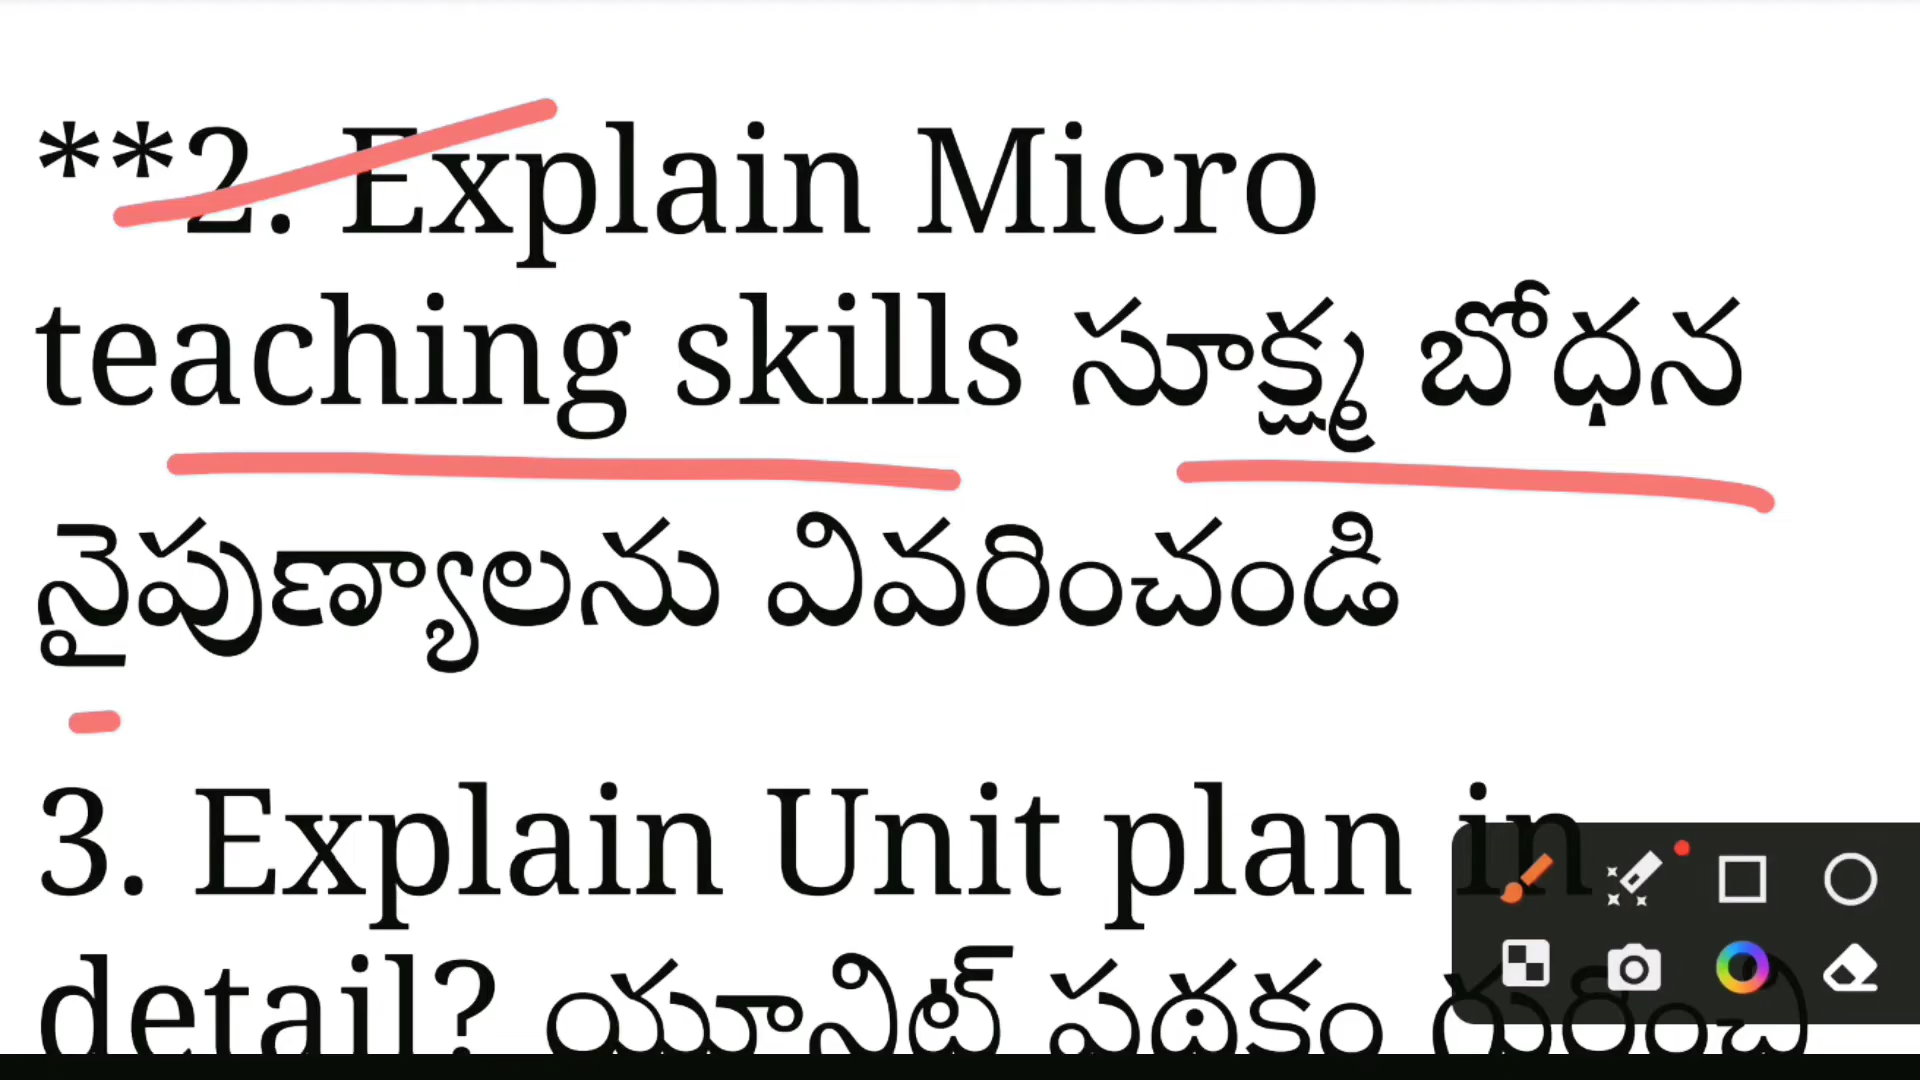 **2. Explain Micro
teaching skills సూక్ష్మ బోధన
నైపుణ్యాలను వివరించండి
3. Explain Unit plan in
detail? యూనిట్ పథకం గురించి